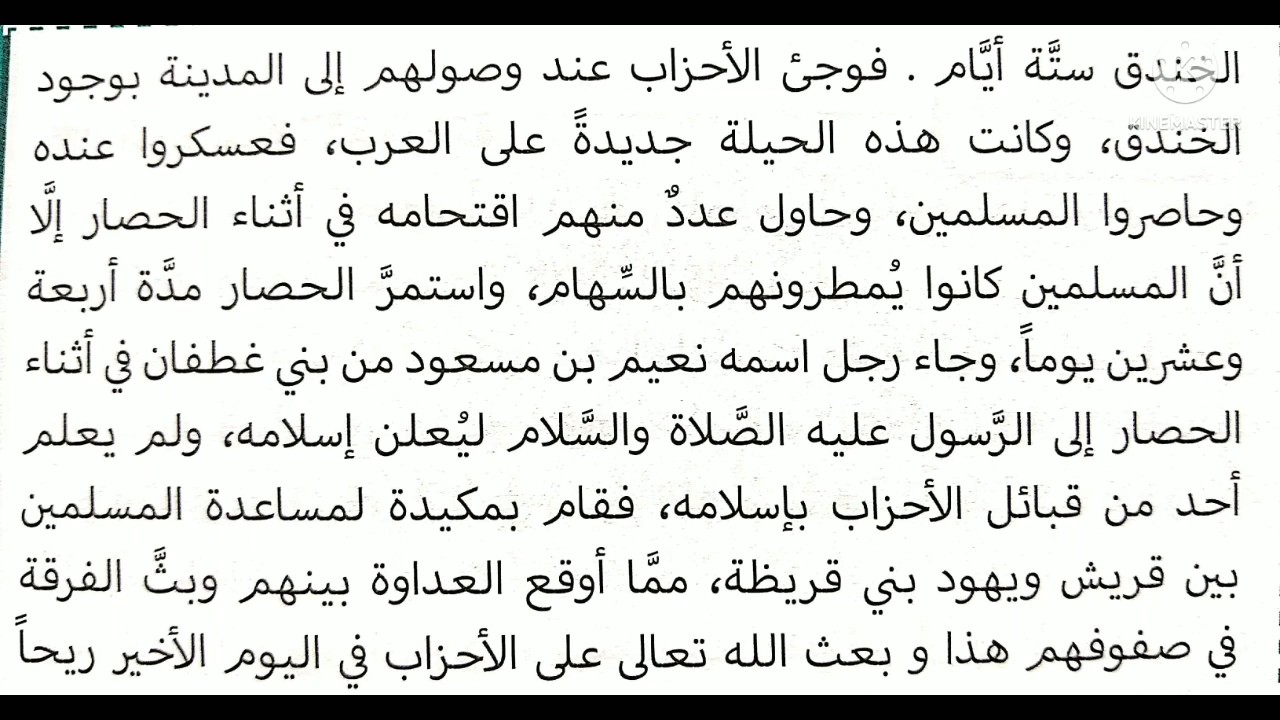 الخندق ستَّة أيَّام . فوجئ الأحزاب عند وصولهم إلى المدينة بوجود
الخندق، وكانت هذه الحيلة جديدةً على العرب، فعسكروا عنده
وحاصروا المسلمين، وحاول عددٌ منهم اقتحامه في أثناء الحصار إلَّا
أنَّ المسلمين كانوا يُمطرونهم بالسِّهام، واستمرَّ الحصار مدَّة أربعة
وعشرين يوماً، وجاء رجل اسمه نعيم بن مسعود من بني غطفان في أثناء
الحصار إلى الرَّسول عليه الصَّلاة والسَّلام ليُعلن إسلامه، ولم يعلم
أحد من قبائل الأحزاب بإسلامه، فقام بمكيدة لمساعدة المسلمين
بين قريش ويهود بني قريظة، ممَّا أوقع العداوة بينهم وبثَّ الفرقة
في صفوفهم هذا و بعث الله تعالى على الأحزاب في اليوم الأخير ريحاً
KINEMASTER